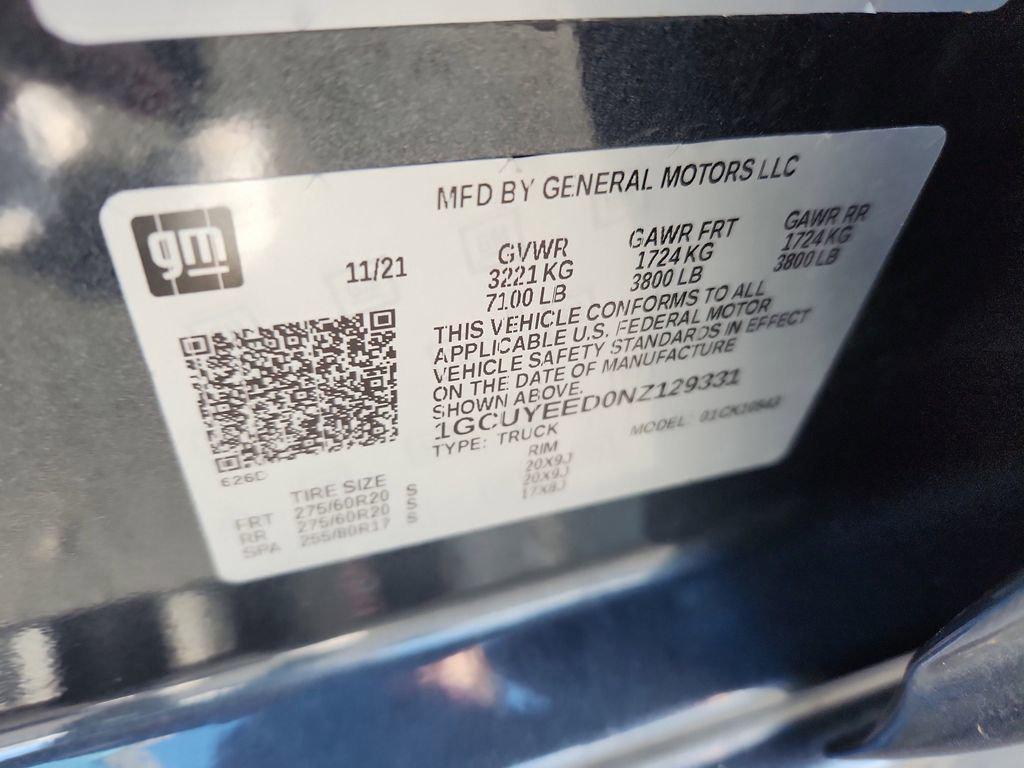 MFD BY GENERAL MOTORS LLC
gm
11/21
GVWR
3221 KG
7100 LB
GAWR FRT
1724 KG
3800 LB
GAWR RR
1724 KG
3800 LB
THIS VEHICLE CONFORMS TO ALL
APPLICABLE U.S. FEDERAL MOTOR
VEHICLE SAFETY STANDARDS IN EFFECT
ON THE DATE OF MANUFACTURE
SHOWN ABOVE.
1GCUYEED0NZ129331
TYPE: TRUCK
MODEL: 01CK10543
626D
TIRE SIZE
RIM
FRT 275/60R20 S 20X9J
RR 275/60R20 S 20X9J
SPA 255/80R17 S 17X8J